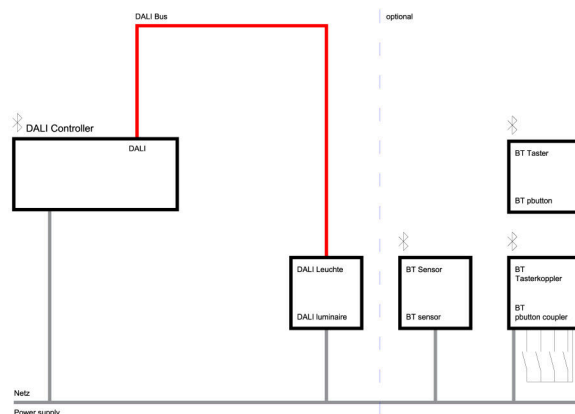 DALI Bus
optional
DALI Controller
DALI
BT Taster
BT pbutton
DALI Leuchte
DALI luminaire
BT Sensor
BT sensor
BT
Tasterkoppler
BT
pbutton coupler
Netz
Power supply